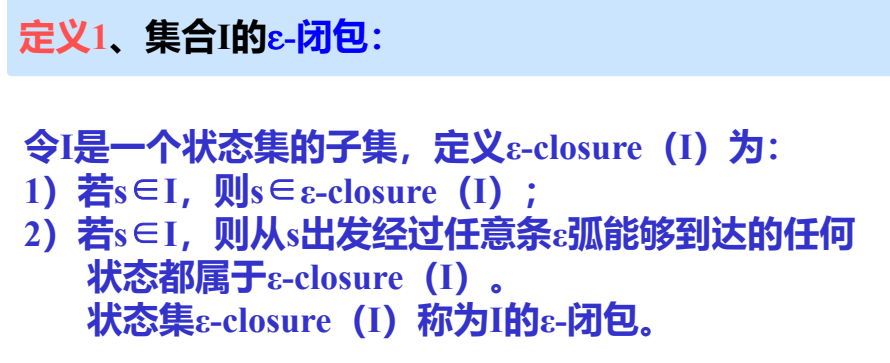 定义1、集合I的ε-闭包：
令I是一个状态集的子集，定义ε-closure（I）为：
1）若s∈I，则s∈ε-closure（I）；
2）若s∈I，则从s出发经过任意条ε弧能够到达的任何
状态都属于ε-closure（I）。
状态集ε-closure（I）称为I的ε-闭包。